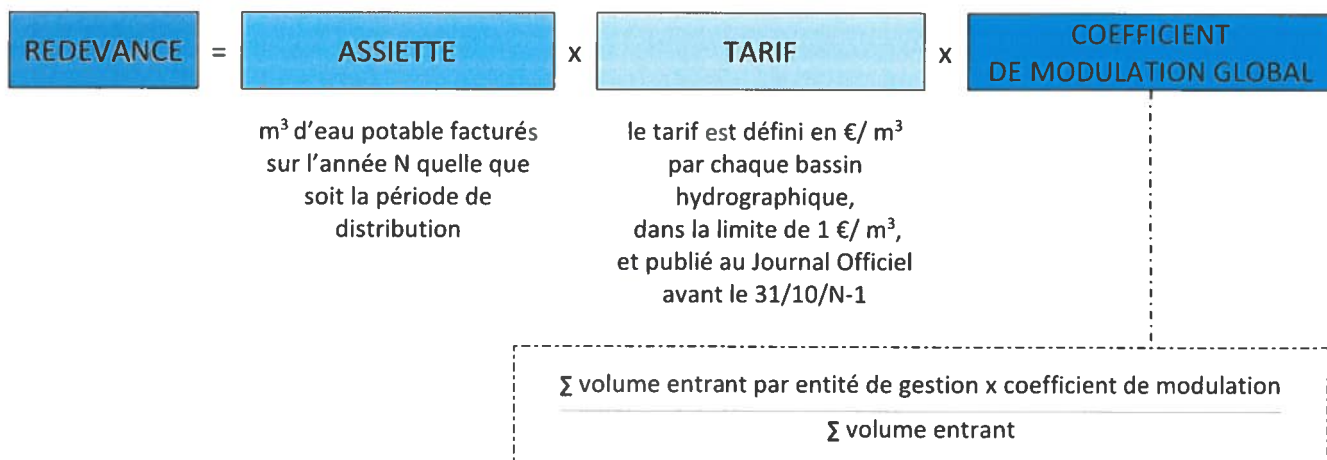 REDEVANCE = ASSIETTE x TARIF x COEFFICIENT
DE MODULATION GLOBAL
m³ d'eau potable facturés
sur l'année N quelle que
soit la période de
distribution
le tarif est défini en €/ m³
par chaque bassin
hydrographique,
dans la limite de 1 €/ m³,
et publié au Journal Officiel
avant le 31/10/N-1
∑ volume entrant par entité de gestion x coefficient de modulation
∑ volume entrant